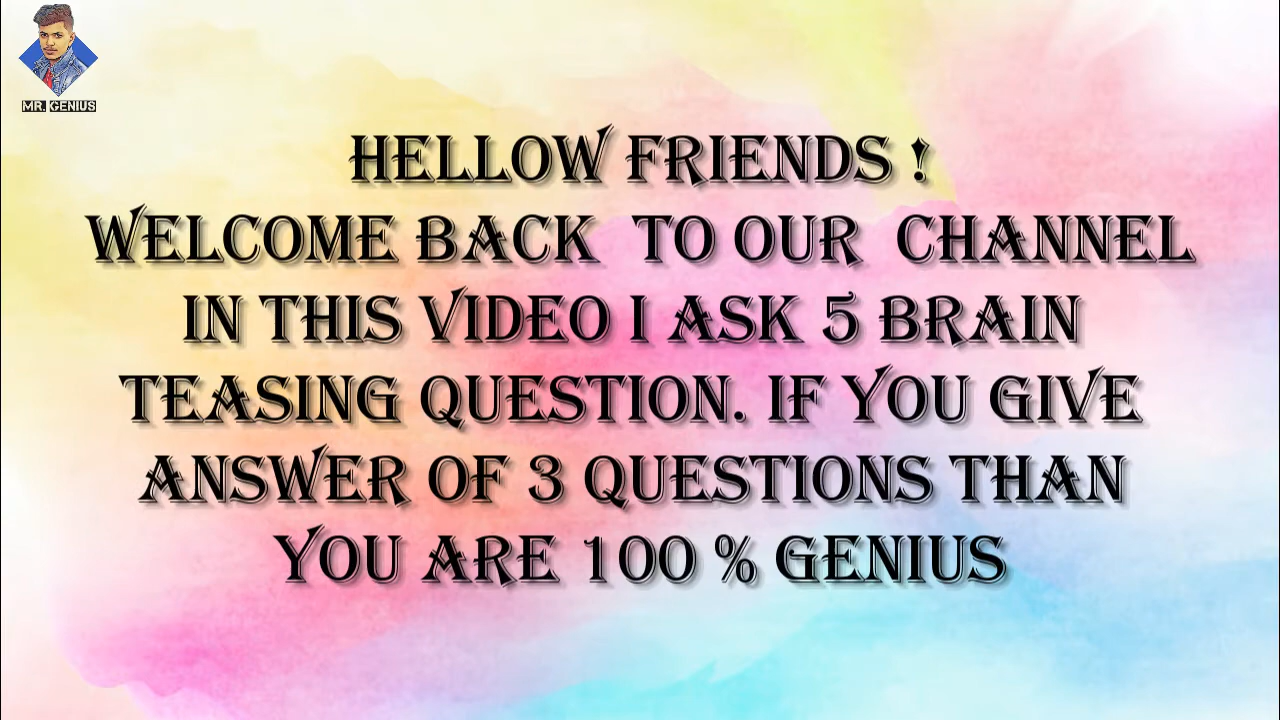 MR. GENIUS
HELLOW FRIENDS !
WELCOME BACK TO OUR CHANNEL
IN THIS VIDEO I ASK 5 BRAIN
TEASING QUESTION. IF YOU GIVE
ANSWER OF 3 QUESTIONS THAN
YOU ARE 100 % GENIUS